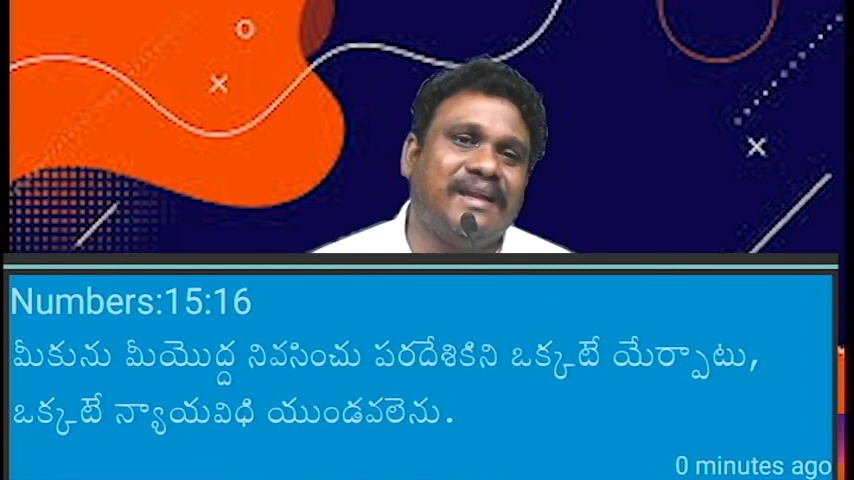 Numbers:15:16
మీకును మీయొద్ద నివసించు పరదేశికిని ఒక్కటే యేర్పాటు,
ఒక్కటే న్యాయవిధి యుండవలెను.
0 minutes ago